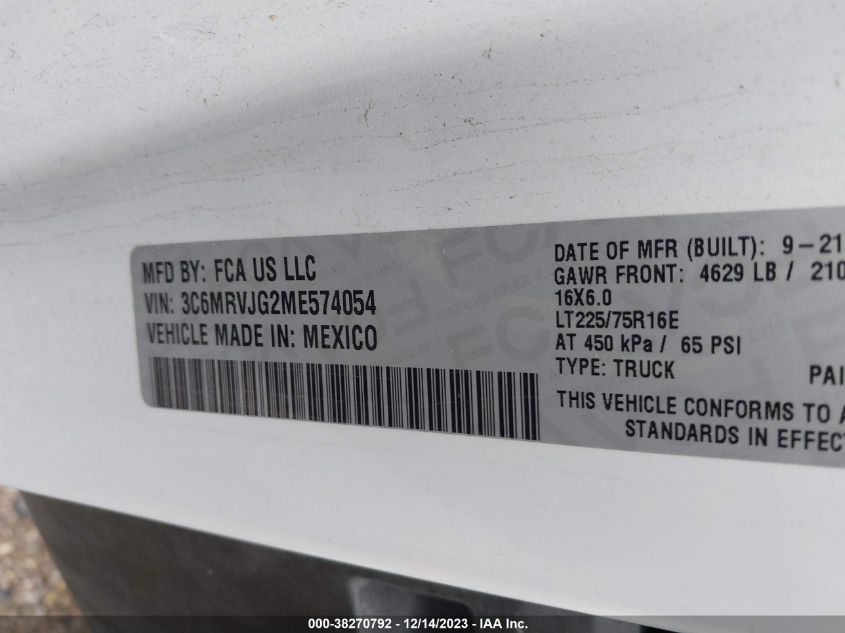 MFD BY: FCA US LLC
VIN: 3C6MRVJG2ME574054
VEHICLE MADE IN: MEXICO
DATE OF MFR (BUILT): 9-21
GAWR FRONT: 4629 LB / 210
16X6.0
LT225/75R16E
AT 450 kPa / 65 PSI
TYPE: TRUCK PAI
THIS VEHICLE CONFORMS TO A
STANDARDS IN EFFEC
000-38270792 - 12/14/2023 - IAA Inc.